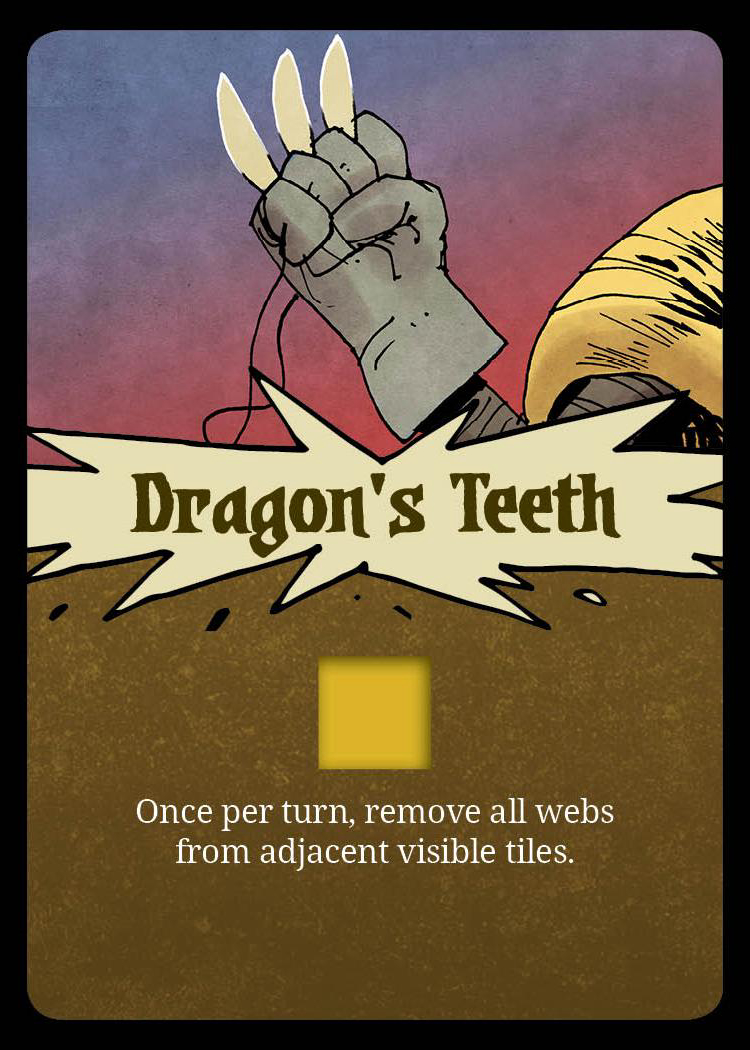 Dragon's Teeth
Once per turn, remove all webs
from adjacent visible tiles.